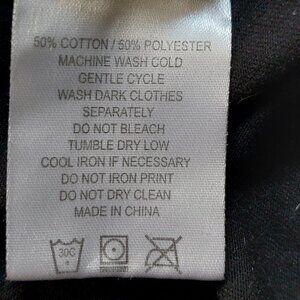 50% COTTON / 50% POLYESTER
MACHINE WASH COLD
GENTLE CYCLE
WASH DARK CLOTHES
SEPARATELY
DO NOT BLEACH
TUMBLE DRY LOW
COOL IRON IF NECESSARY
DO NOT IRON PRINT
DO NOT DRY CLEAN
MADE IN CHINA
30C